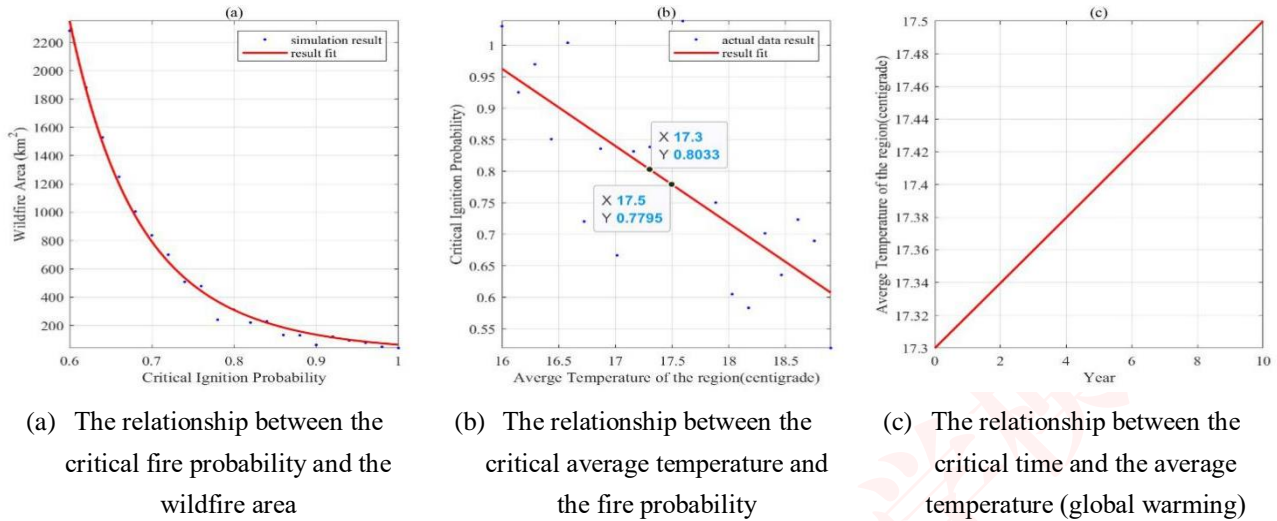 (a)
2200
2000
1800
1600
1400
1200
1000
800
600
400
200
0.6
0.7
0.8
0.9
1
Wildfire Area (km²)
Critical Ignition Probability
simulation result
result fit
(b)
1
0.95
0.9
0.85
0.8
0.75
0.7
0.65
0.6
0.55
16
16.5
17
17.5
18
18.5
Critical Ignition Probability)
Averge Temperature of the region(centigrade)
actual data result
result fit
X 17.3
Y 0.8033
X 17.5
Y 0.7795
(c)
17.5
17.48
17.46
17.44
17.42
17.4
17.38
17.36
17.34
17.32
17.3
0
2
4
6
8
10
Averge Temperature of the region(centigrade)
Year
(a) The relationship between the
critical fire probability and the
wildfire area
(b) The relationship between the
critical average temperature and
the fire probability
(c) The relationship between the
critical time and the average
temperature (global warming)